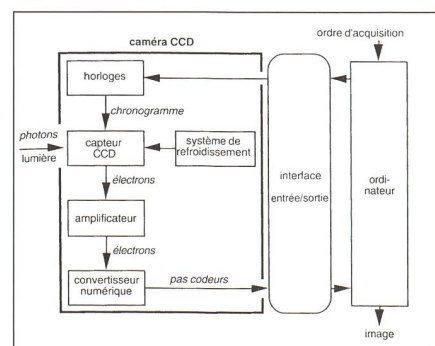 caméra CCD
ordre d'acquisition
horloges
chronogramme
photons
lumière
capteur
CCD
système de
refroidissement
électrons
amplificateur
électrons
convertisseur
numérique
pas codeurs
interface
entrée/sortie
ordi-
nateur
image